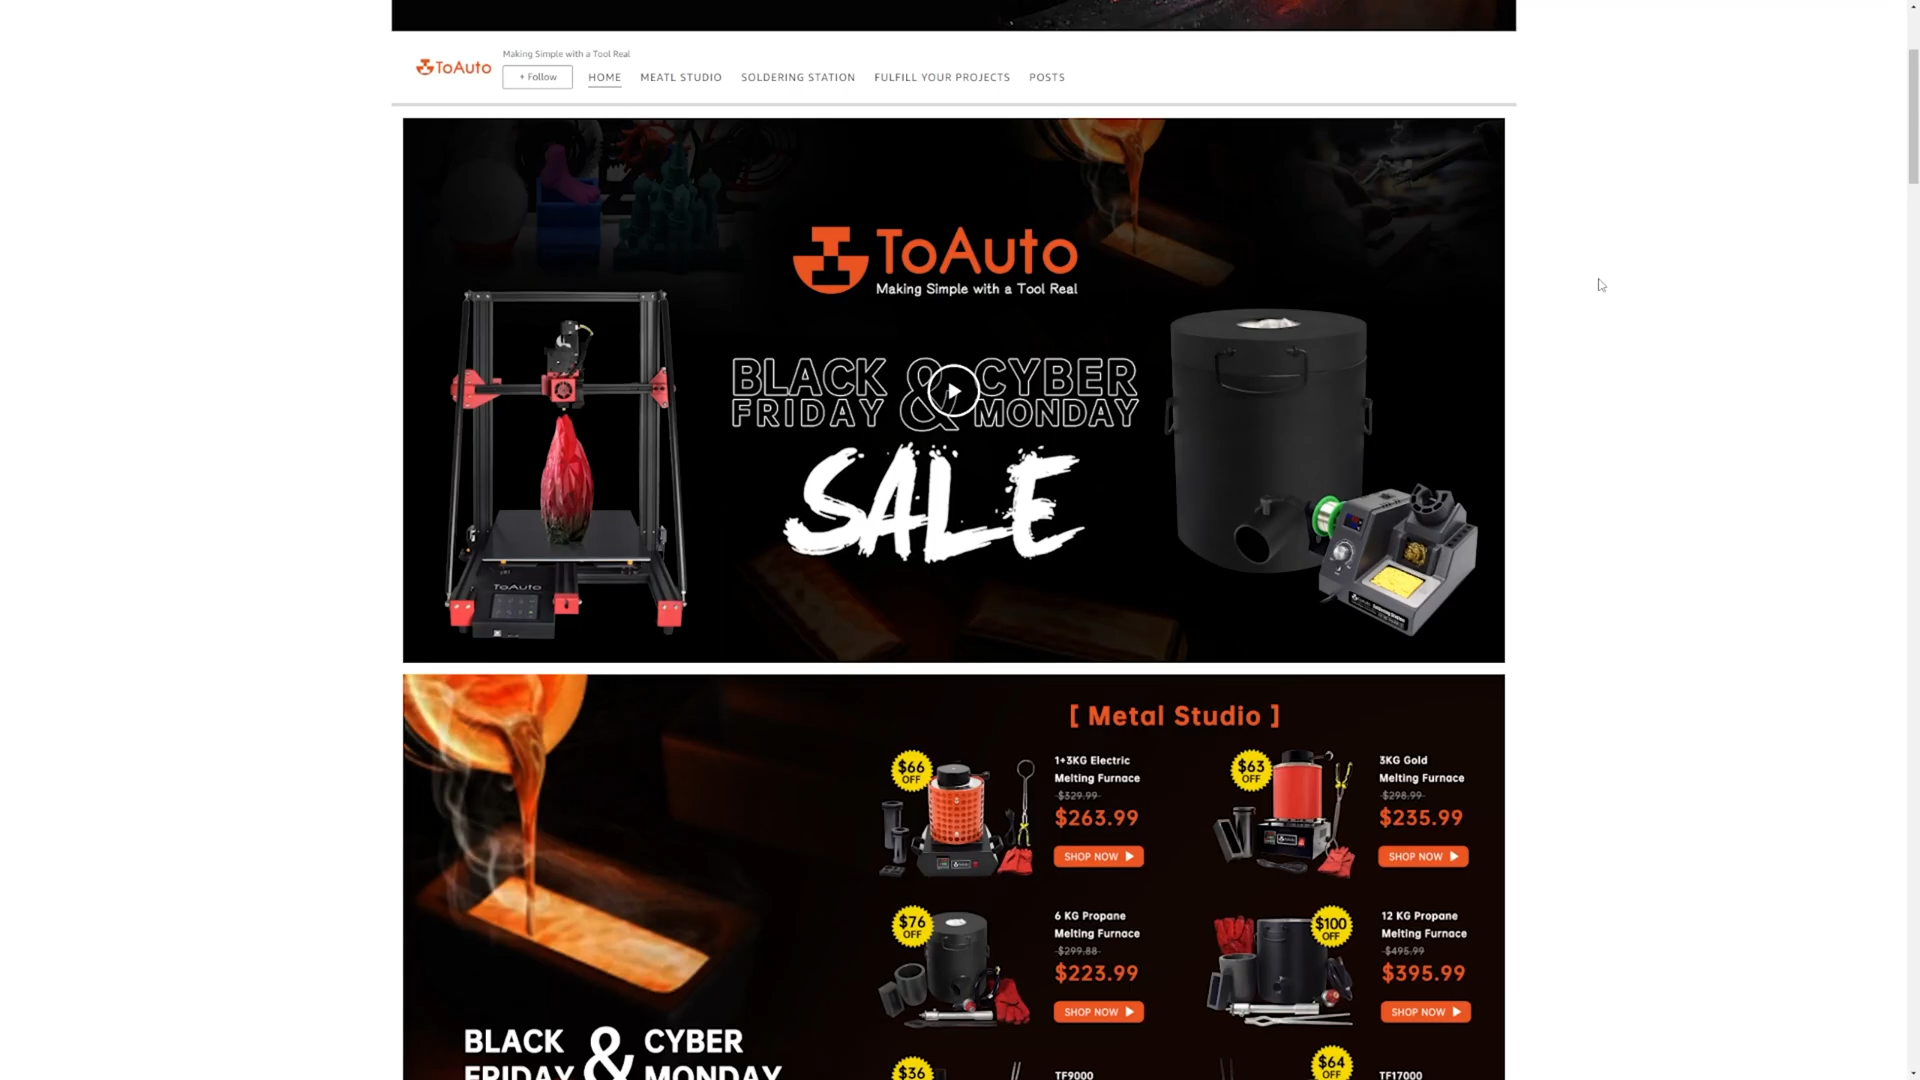 Making Simple with a Tool Real
ToAuto
+ Follow
HOME
MEATL STUDIO
SOLDERING STATION
FULFILL YOUR PROJECTS
POSTS
ToAuto
Making Simple with a Tool Real
BLACK & CYBER
FRIDAY MONDAY
SALE
ToAuto
[ Metal Studio ]
$66
OFF
1+3KG Electric
Melting Furnace
$329.99
$263.99
SHOP NOW
$63
OFF
3KG Gold
Melting Furnace
$298.99
$235.99
SHOP NOW
$76
OFF
6 KG Propane
Melting Furnace
$299.88
$223.99
SHOP NOW
$100
OFF
12 KG Propane
Melting Furnace
$495.99
$395.99
SHOP NOW
BLACK & CYBER
FRIDAY MONDAY
$36
TF9000
$64
OFF
TF17000